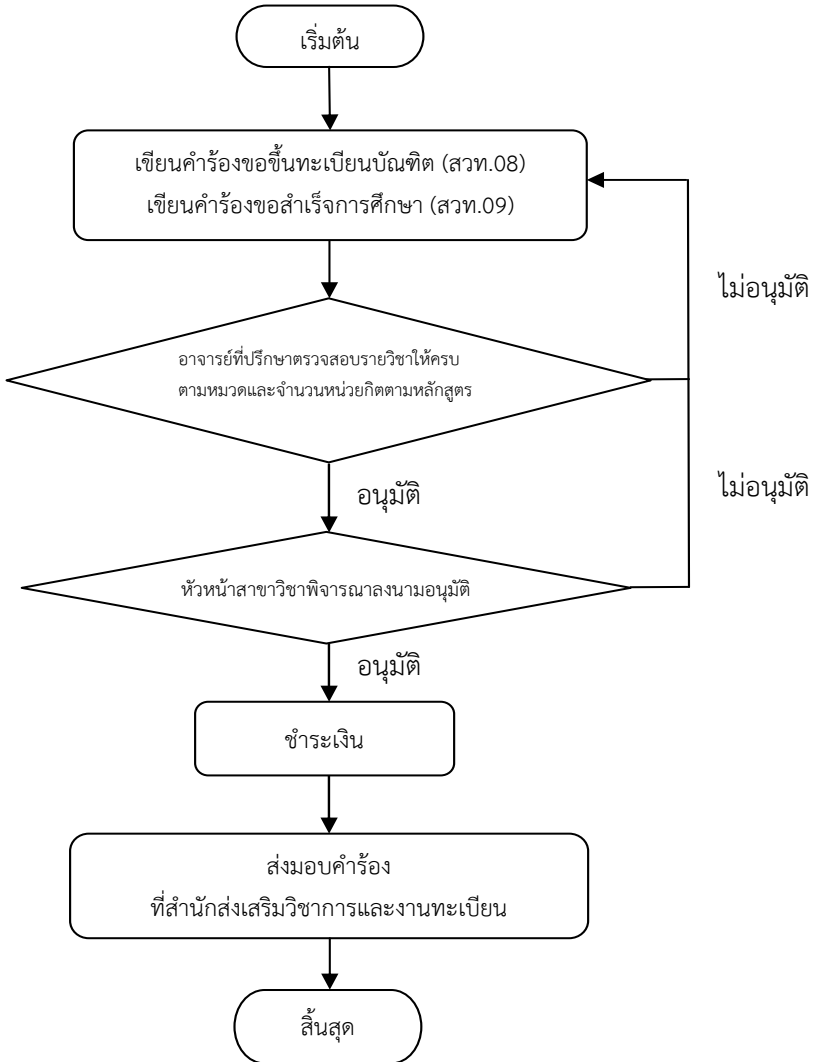 เริ่มต้น
เขียนคำร้องขอขึ้นทะเบียนบัณฑิต (สวท.08)
เขียนคำร้องขอสำเร็จการศึกษา (สวท.09)
ไม่อนุมัติ
อาจารย์ที่ปรึกษาตรวจสอบรายวิชาให้ครบ
ตามหมวดและจำนวนหน่วยกิตตามหลักสูตร
ไม่อนุมัติ
อนุมัติ
หัวหน้าสาขาวิชาพิจารณาลงนามอนุมัติ
อนุมัติ
ชำระเงิน
ส่งมอบคำร้อง
ที่สำนักส่งเสริมวิชาการและงานทะเบียน
สิ้นสุด